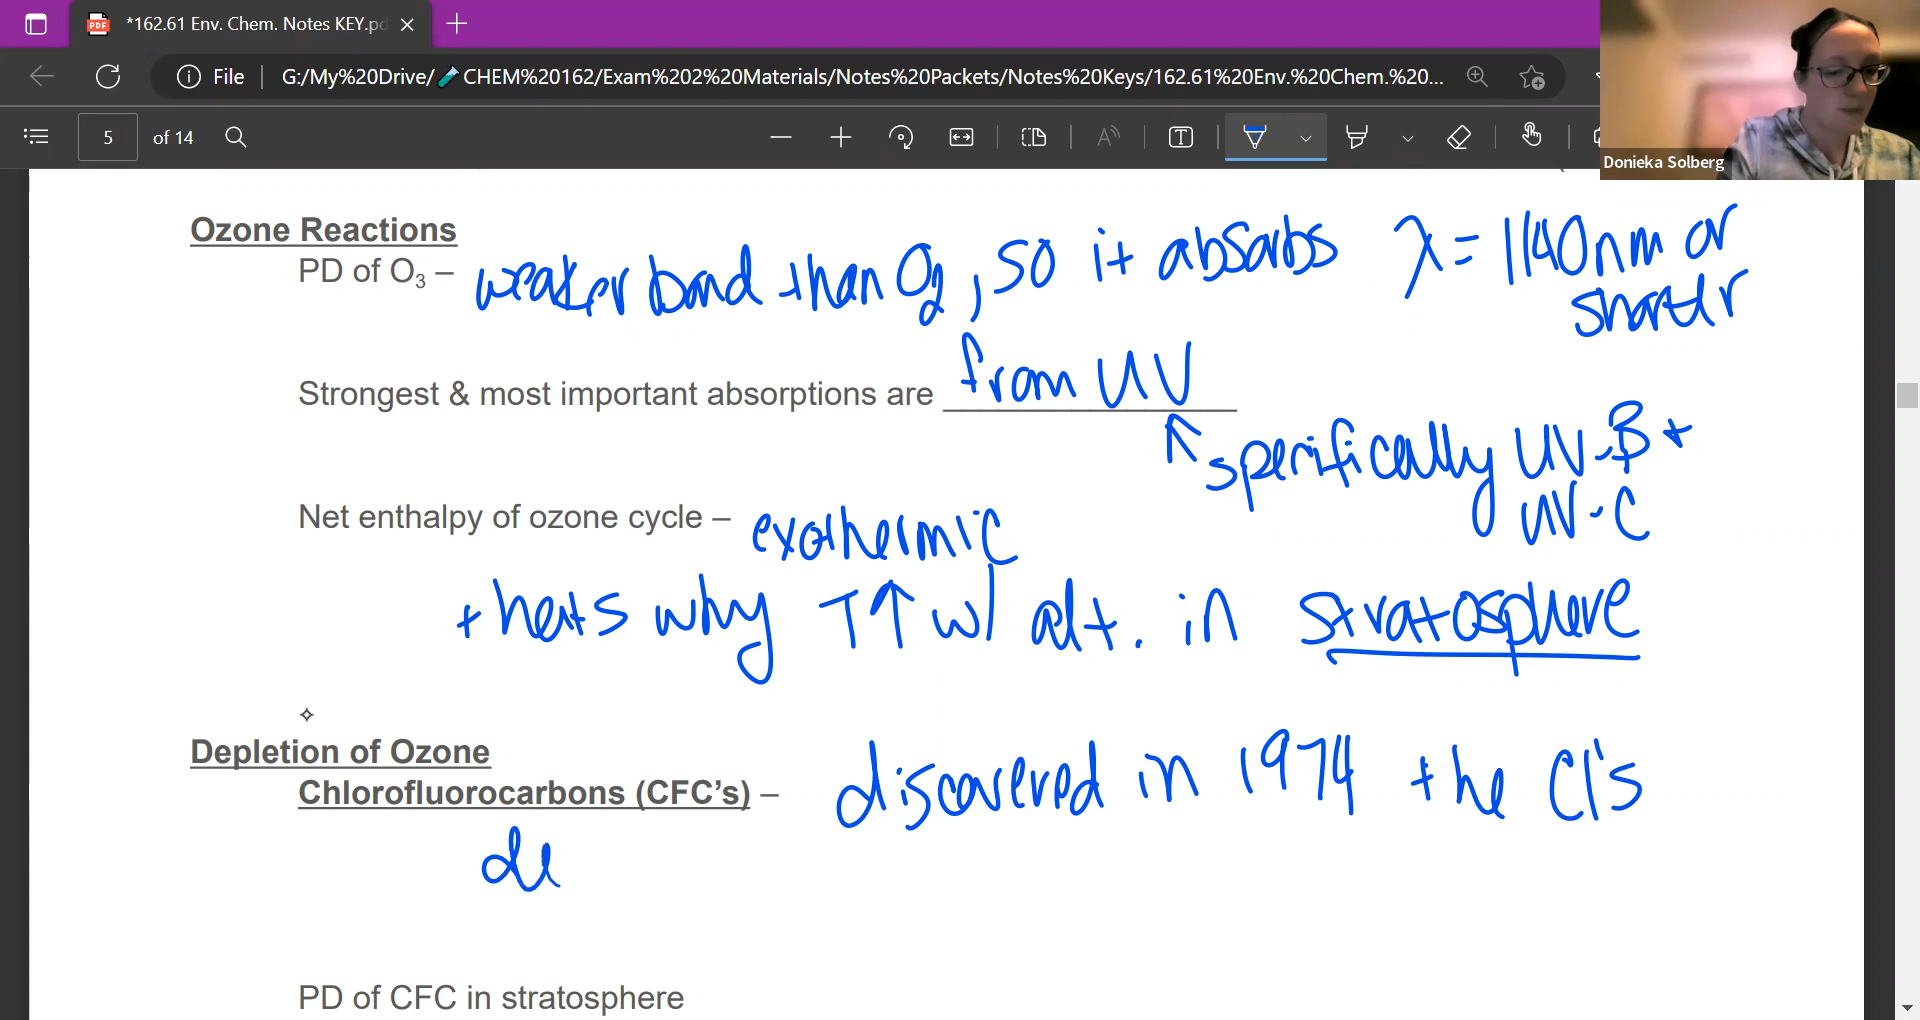 *162.61 Env. Chem. Notes KEY.pd
File G:/My%20Drive/🧪CHEM%20162/Exam%202%20Materials/Notes%20Packets/Notes%20Keys/162.61%20Env.%20Chem.%20...
5 of 14
Donieka Solberg
Ozone Reactions
PD of O₃ – weaker bond than O₂, so it absorbs λ = 1140nm or
shorter
Strongest & most important absorptions are from UV
specifically UV-B +
UV-C
Net enthalpy of ozone cycle – exothermic
+ heats why T↑ w/ alt. in stratosphere
Depletion of Ozone
Chlorofluorocarbons (CFC's) – discovered in 1974 the Cl's
de
PD of CFC in stratosphere